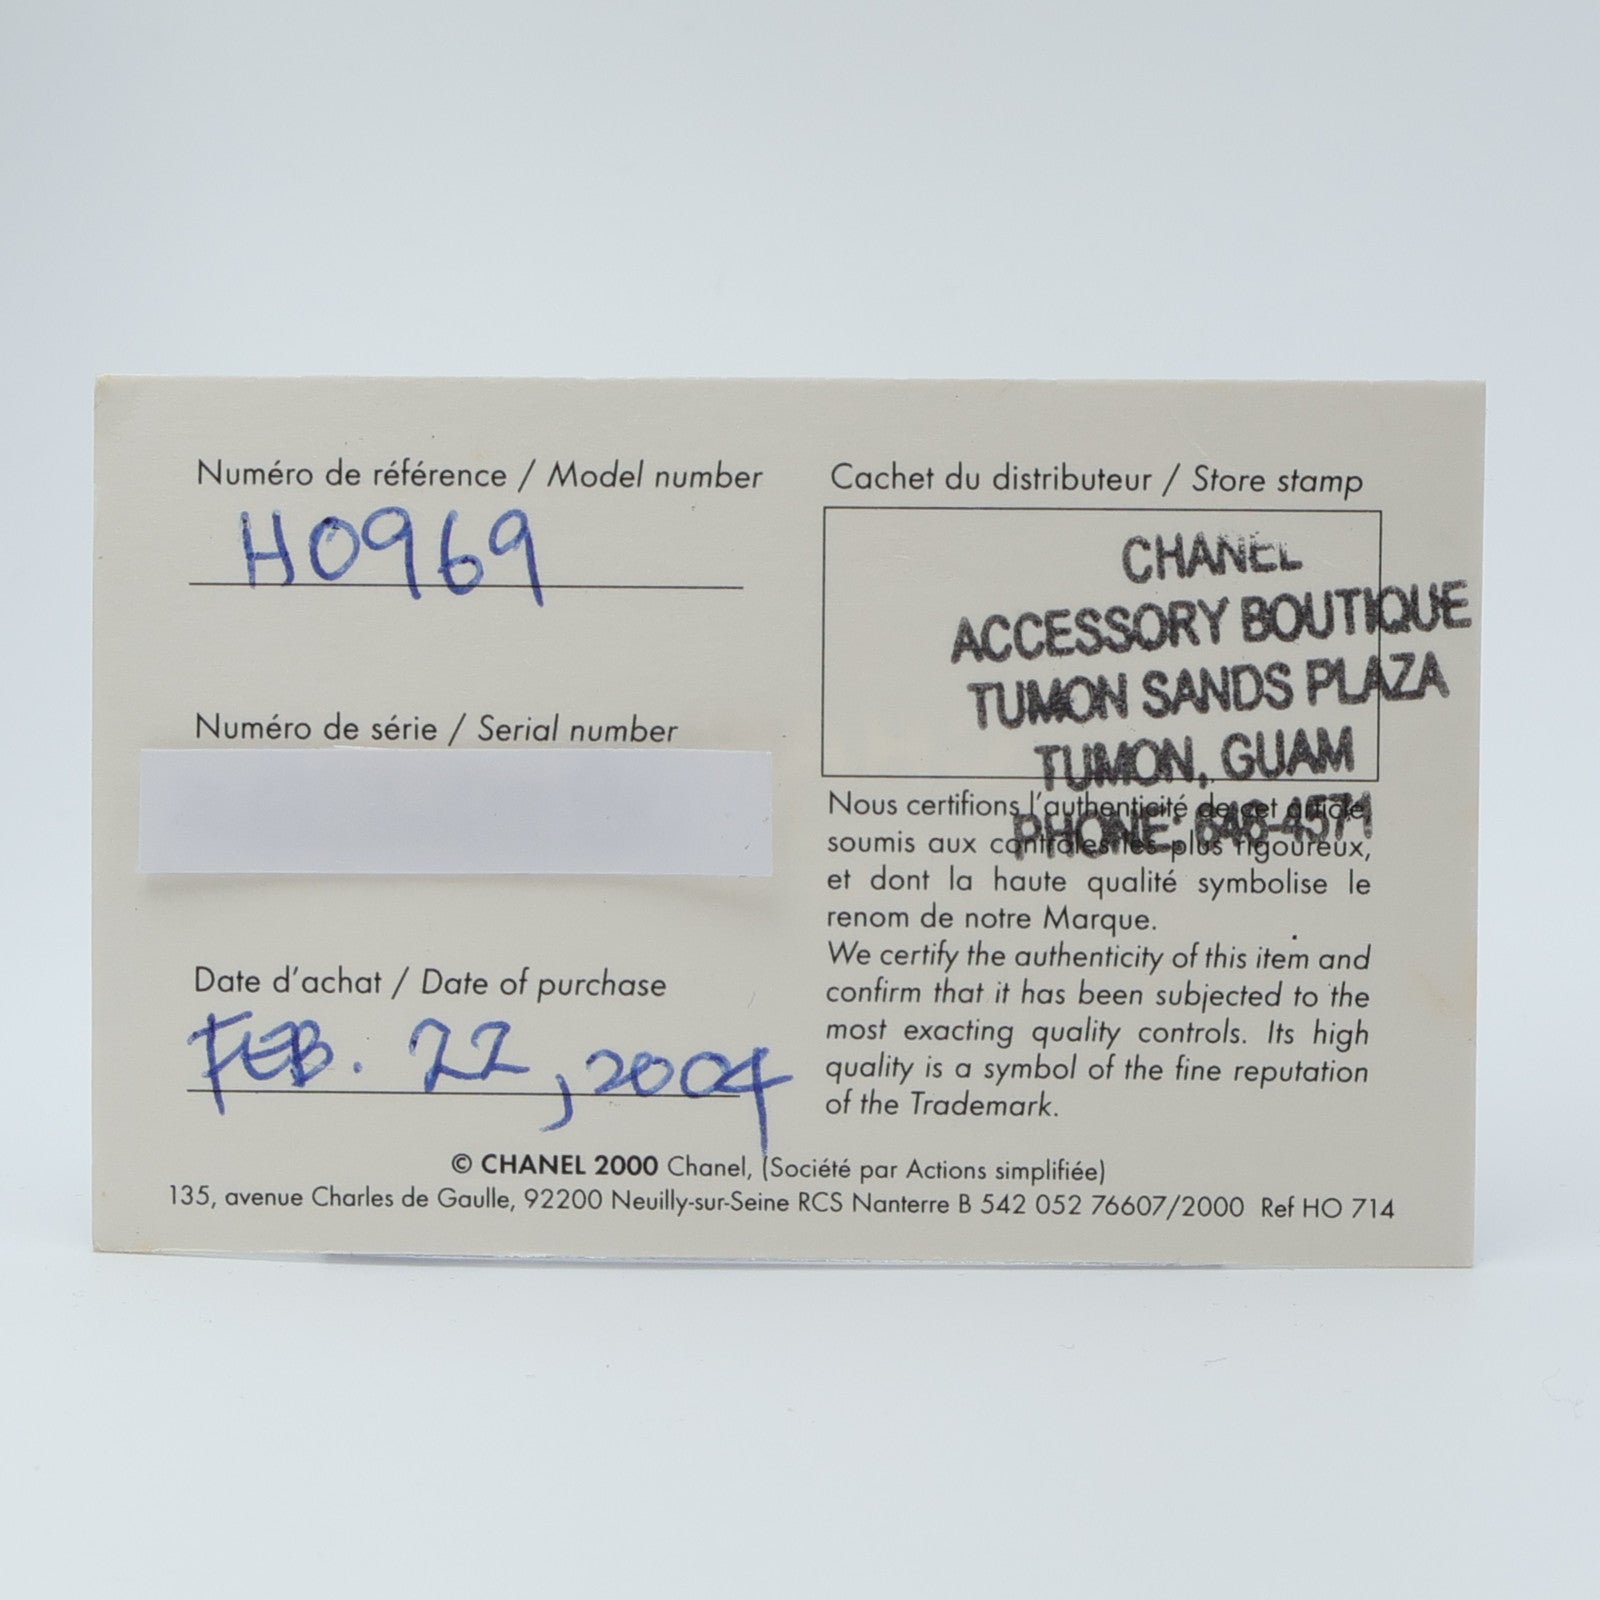 Numéro de référence / Model number
H0969
Numéro de série / Serial number
Date d'achat / Date of purchase
FEB. 22, 2004
Cachet du distributeur / Store stamp
CHANEL
ACCESSORY BOUTIQUE
TUMON SANDS PLAZA
TUMON, GUAM
PHONE: 646-4571
Nous certifions l'authenticité de cet article,
soumis aux contrôles les plus rigoureux,
et dont la haute qualité symbolise le
renom de notre Marque.
We certify the authenticity of this item and
confirm that it has been subjected to the
most exacting quality controls. Its high
quality is a symbol of the fine reputation
of the Trademark.
© CHANEL 2000 Chanel, (Société par Actions simplifiée)
135, avenue Charles de Gaulle, 92200 Neuilly-sur-Seine RCS Nanterre B 542 052 76607/2000 Ref HO 714